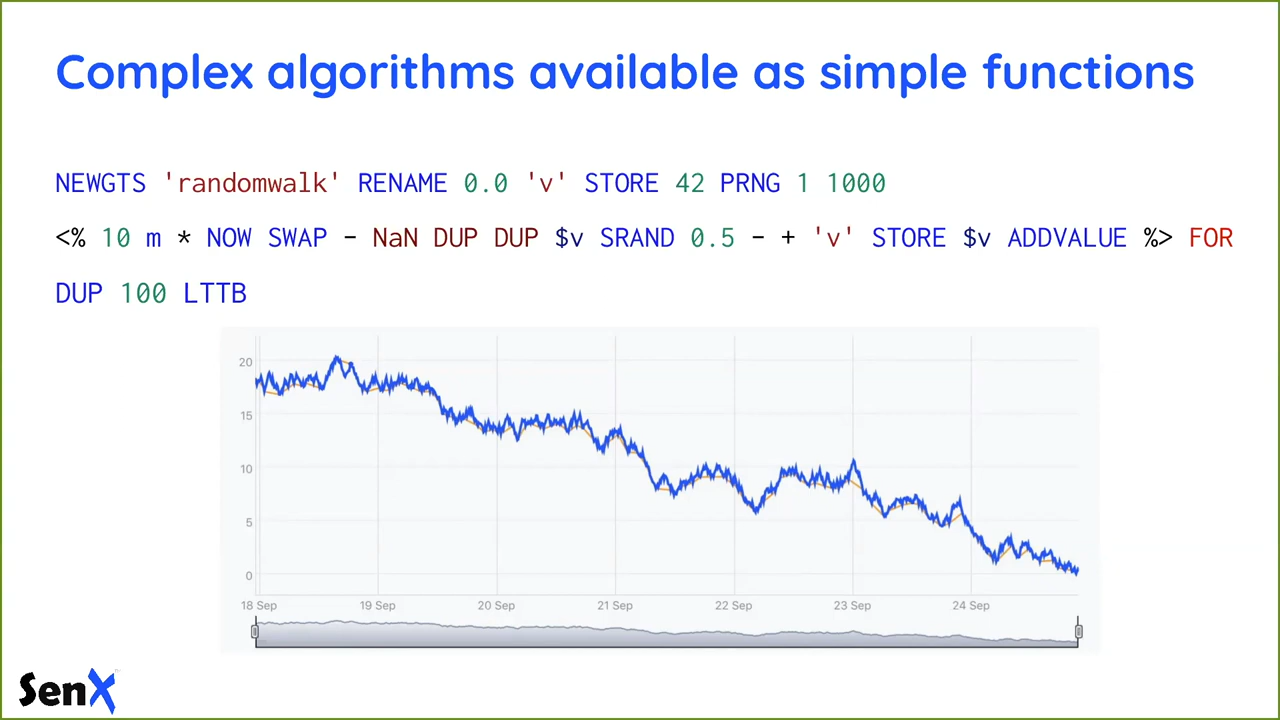 Complex algorithms available as simple functions
NEWGTS 'randomwalk' RENAME 0.0 'v' STORE 42 PRNG 1 1000
<% 10 m * NOW SWAP - NaN DUP DUP $v SRAND 0.5 - + 'v' STORE $v ADDVALUE %> FOR
DUP 100 LTTB
20
15
10
5
0
18 Sep 19 Sep 20 Sep 21 Sep 22 Sep 23 Sep 24 Sep
SenX